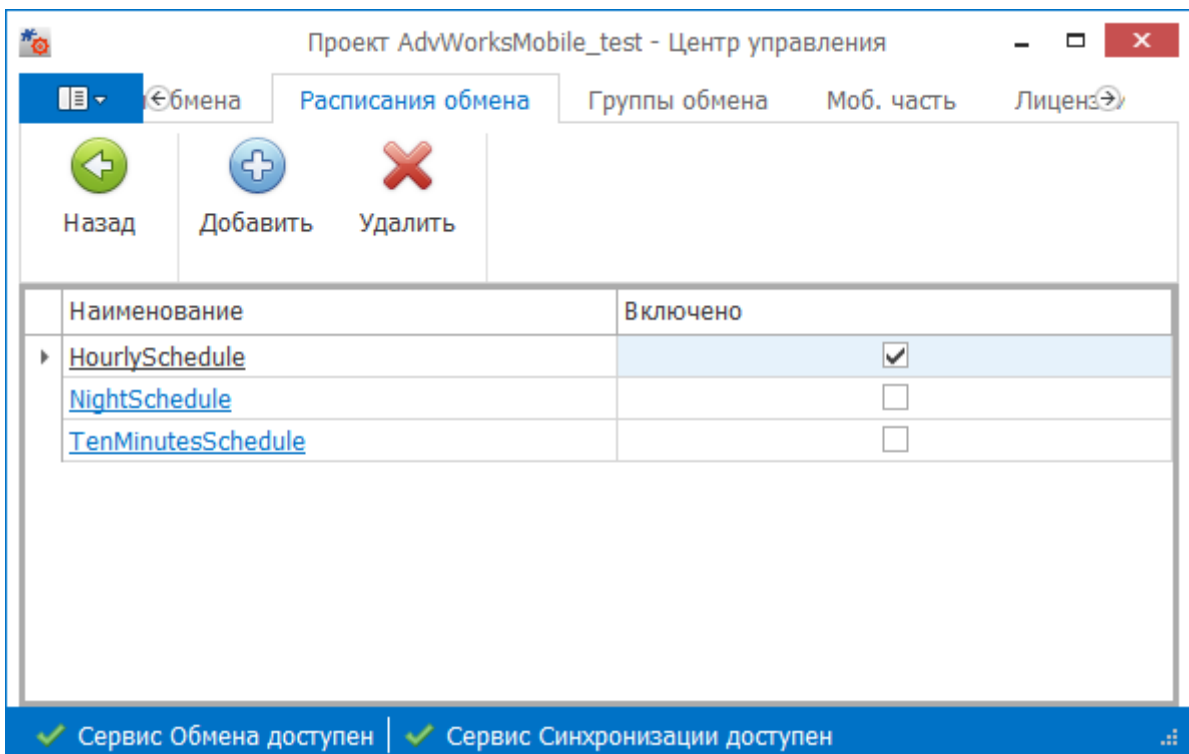 Проект AdvWorksMobile_test - Центр управления
обмена Расписания обмена Группы обмена Моб. часть
Назад Добавить Удалить
Наименование Включено
HourlySchedule
NightSchedule
TenMinutesSchedule
Сервис Обмена доступен Сервис Синхронизации доступен